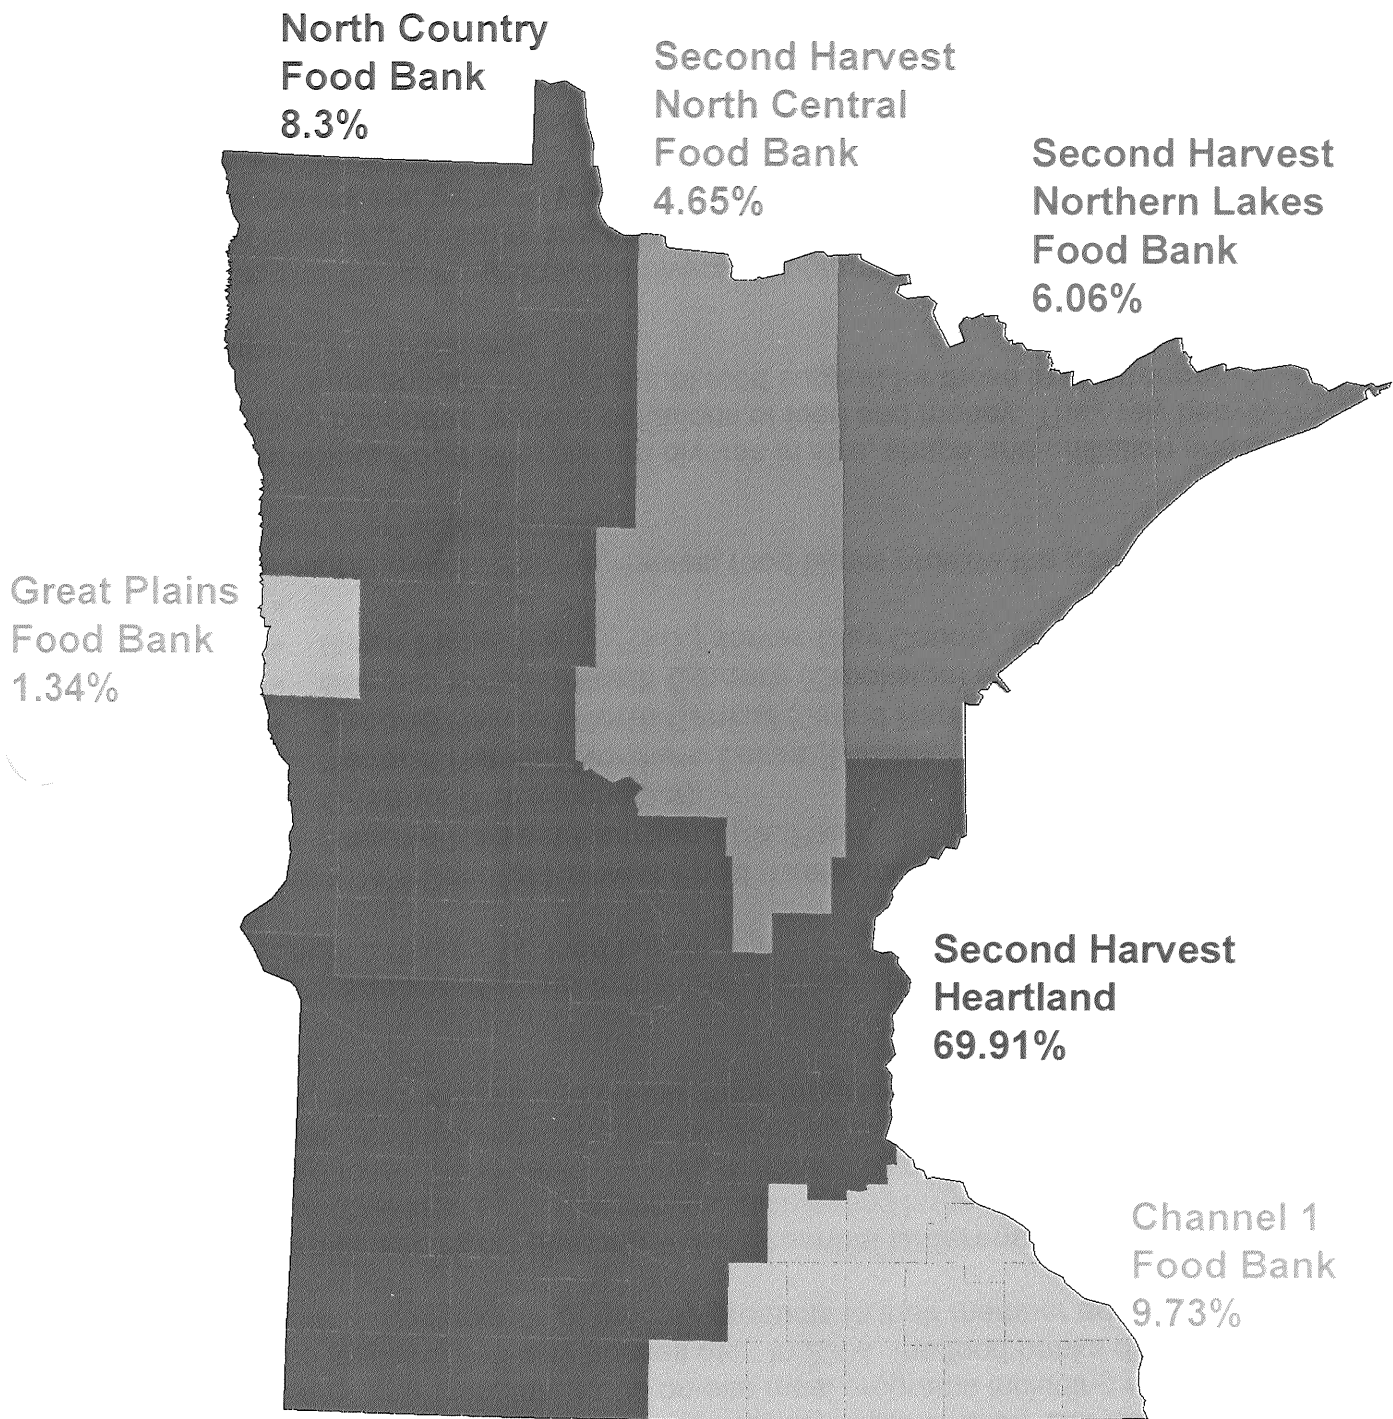 North Country
Food Bank
8.3%
Second Harvest
North Central
Food Bank
4.65%
Second Harvest
Northern Lakes
Food Bank
6.06%
Great Plains
Food Bank
1.34%
Second Harvest
Heartland
69.91%
Channel 1
Food Bank
9.73%